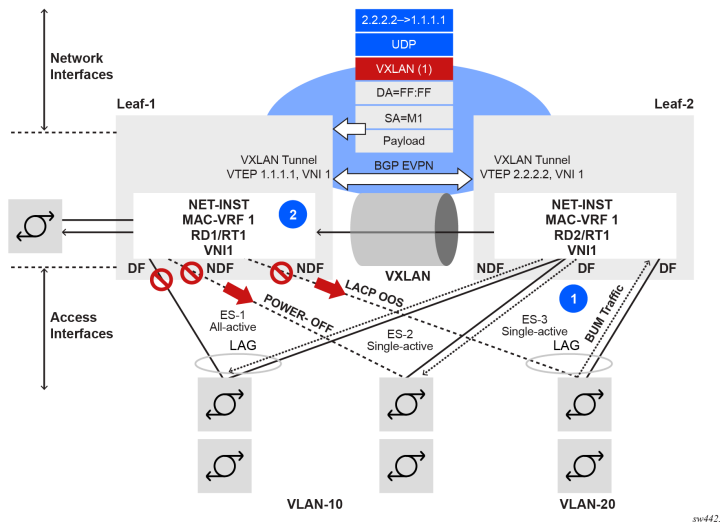 2.2.2.2–>1.1.1.1
UDP
VXLAN (1)
DA=FF:FF
SA=M1
Payload
Network
Interfaces
Leaf-1
Leaf-2
VXLAN Tunnel
VTEP 1.1.1.1, VNI 1
BGP EVPN
VXLAN Tunnel
VTEP 2.2.2.2, VNI 1
NET-INST
MAC-VRF 1
RD1/RT1
VNI1
2
NET-INST
MAC-VRF 1
RD2/RT1
VNI1
VXLAN
DF
NDF
NDF
NDF
DF
DF
Access
Interfaces
LACP OOS
POWER- OFF
1
BUM Traffic
ES-1
All-active
ES-2
Single-active
ES-3
Single-active
LAG
LAG
VLAN-10
VLAN-20
sw442.